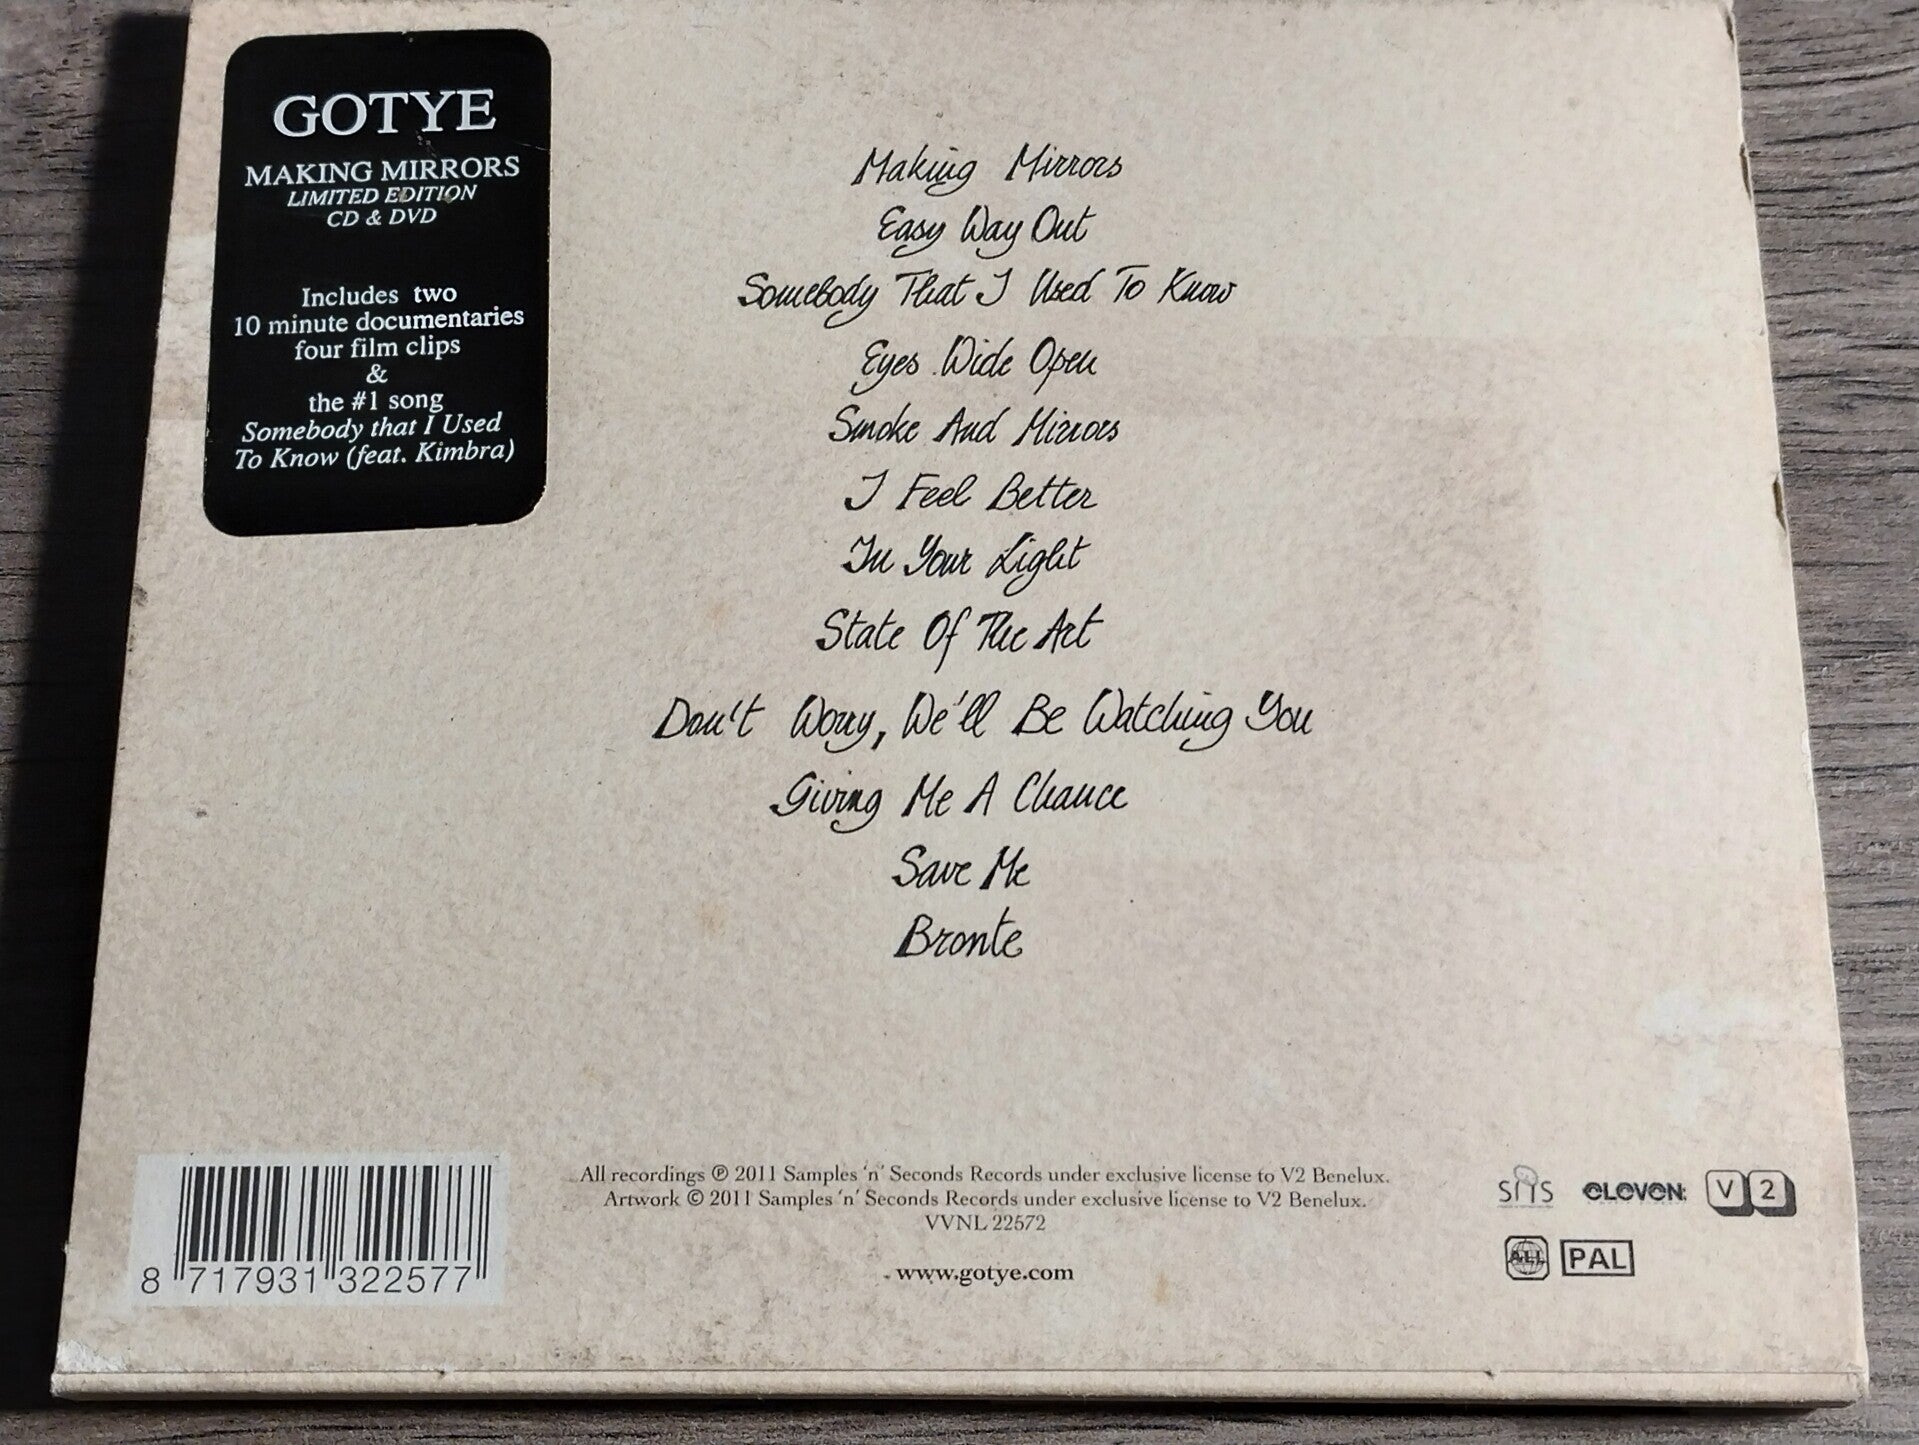 GOTYE
MAKING MIRRORS
LIMITED EDITION
CD & DVD
Includes two
10 minute documentaries
four film clips
&
the #1 song
Somebody that I Used
To Know (feat. Kimbra)
Making Mirrors
Easy Way Out
Somebody That I Used To Know
Eyes Wide Open
Smoke And Mirrors
I Feel Better
In Your Light
State Of The Art
Don't Worry, We'll Be Watching You
Giving Me A Chance
Save Me
Bronte
8 717931 322577
All recordings ℗ 2011 Samples 'n' Seconds Records under exclusive license to V2 Benelux.
Artwork © 2011 Samples 'n' Seconds Records under exclusive license to V2 Benelux.
VVNL 22572
www.gotye.com
sns
eleven:
V2
ALL
PAL